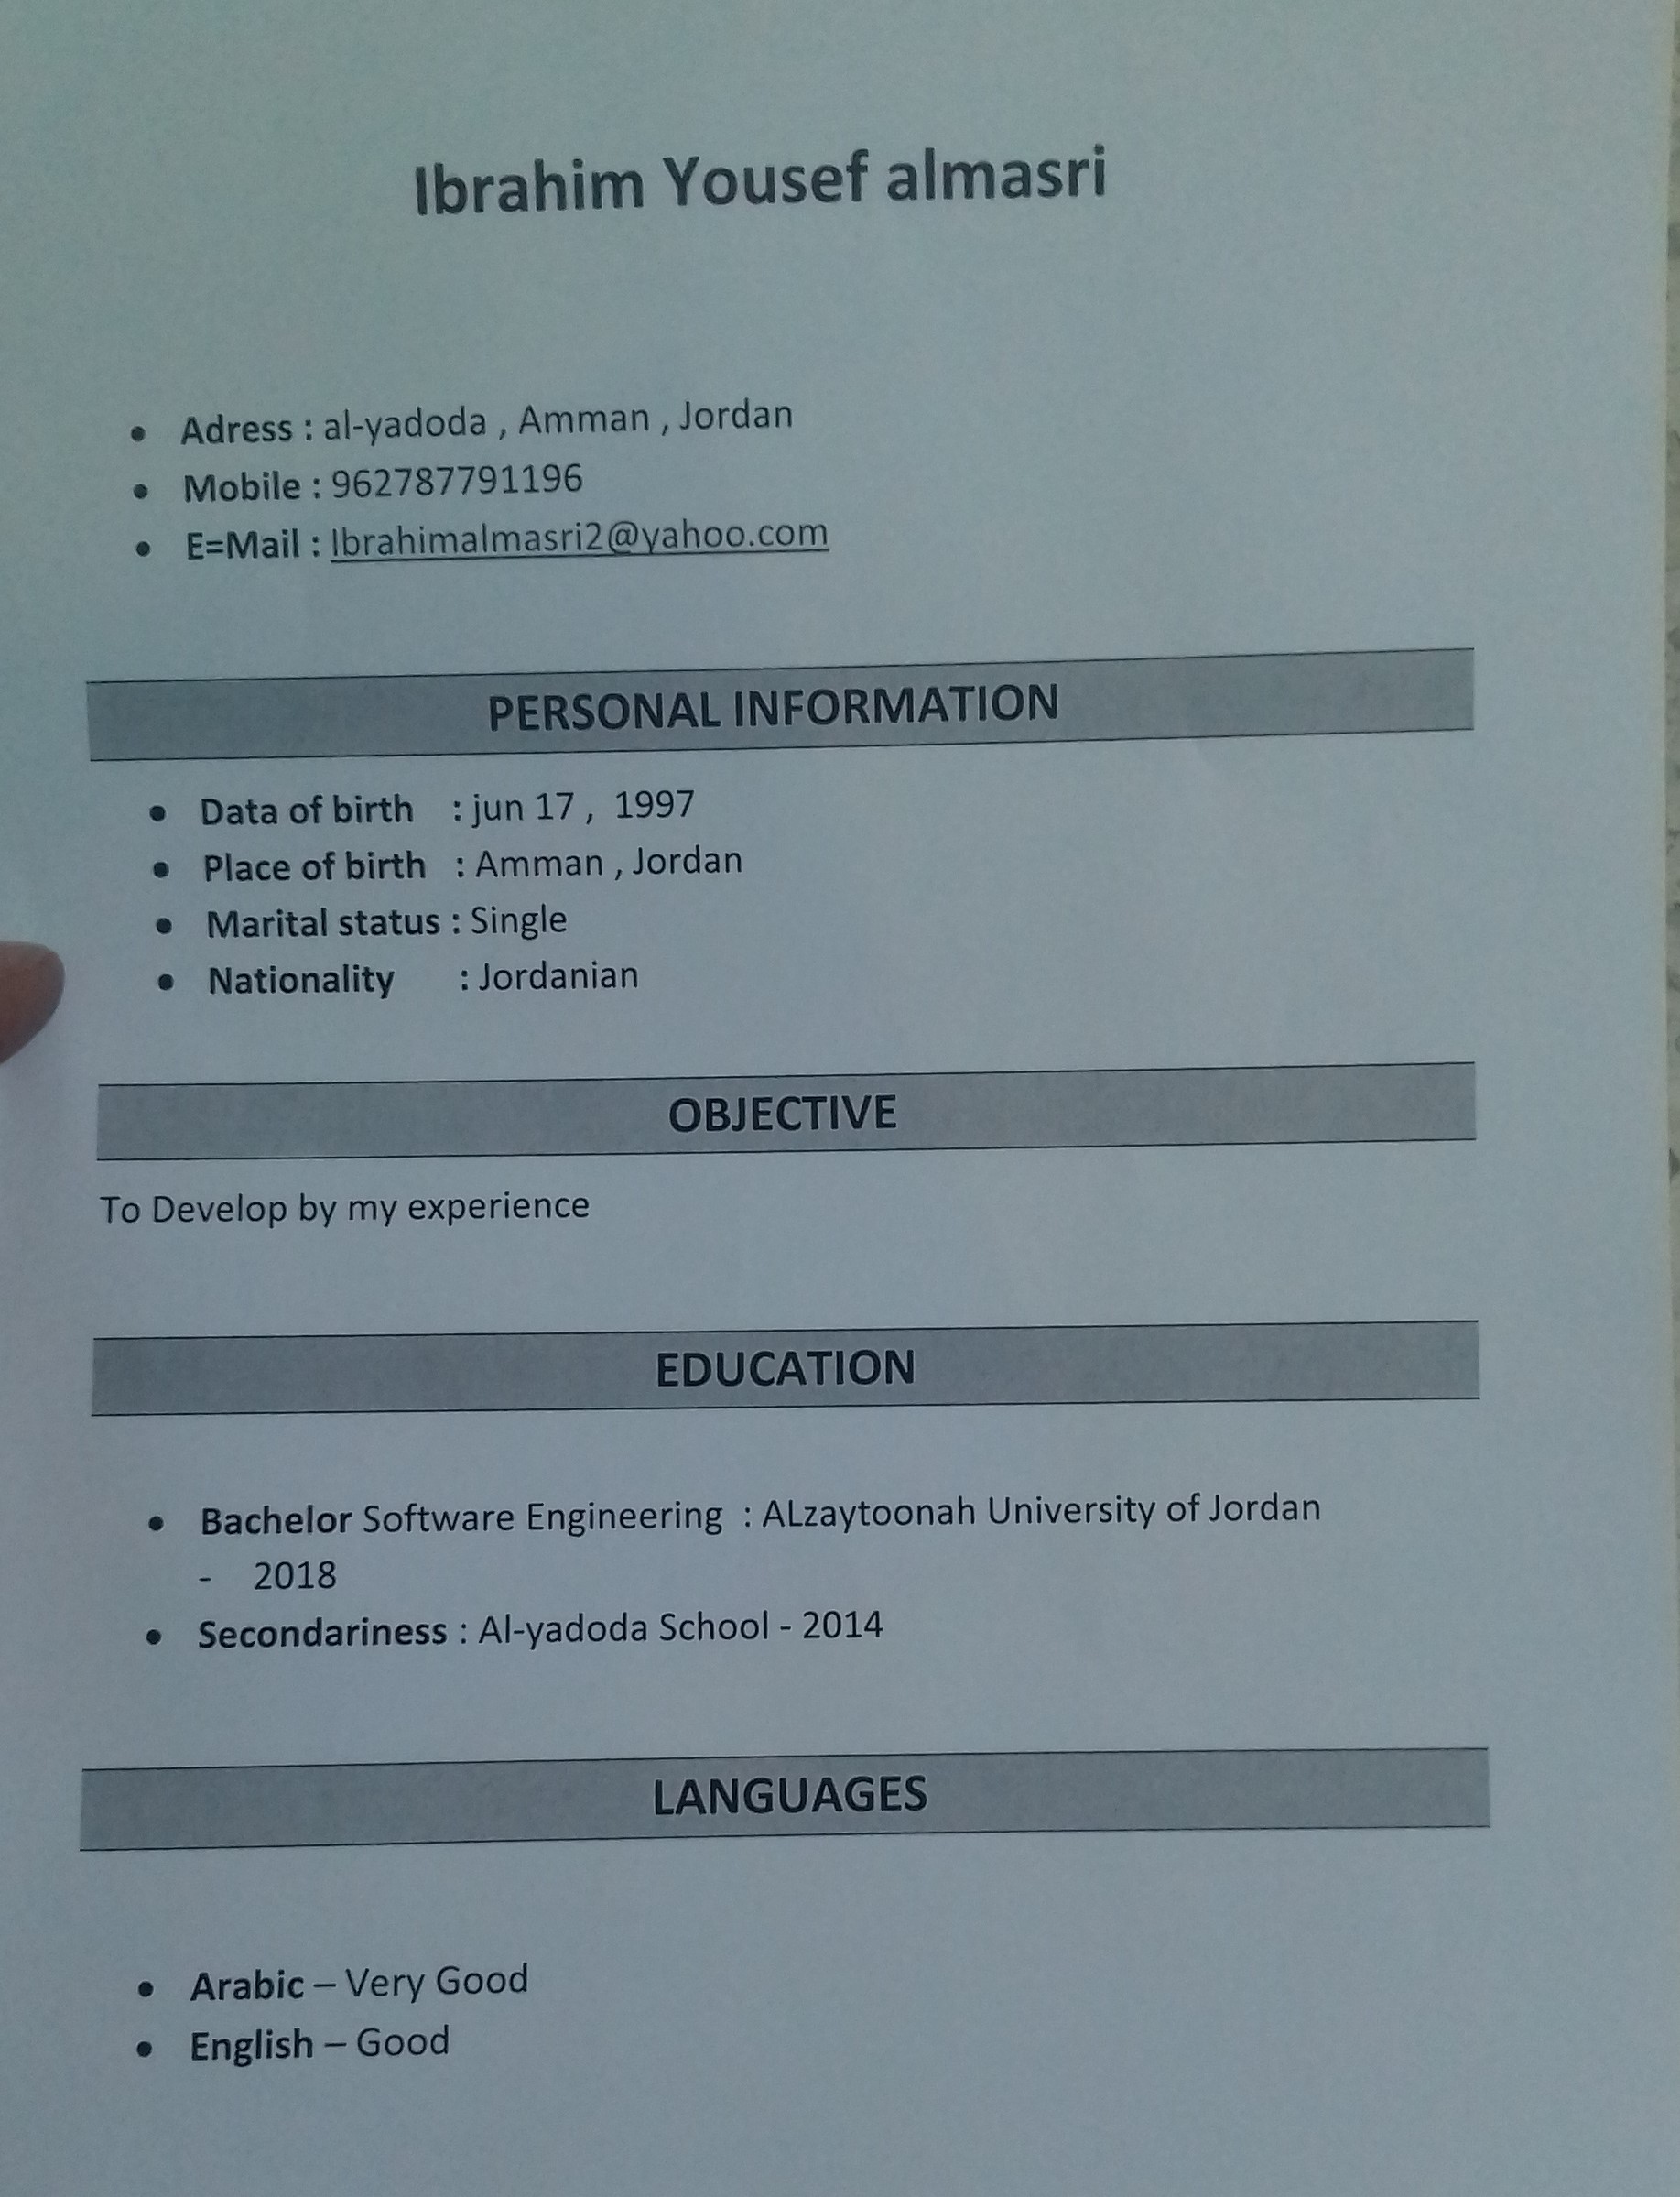 Ibrahim Yousef almasri
• Adress : al-yadoda , Amman , Jordan
• Mobile : 962787791196
• E=Mail : Ibrahimalmasri2@yahoo.com
PERSONAL INFORMATION
• Data of birth : jun 17 , 1997
• Place of birth : Amman , Jordan
• Marital status : Single
• Nationality : Jordanian
OBJECTIVE
To Develop by my experience
EDUCATION
• Bachelor Software Engineering : ALzaytoonah University of Jordan
- 2018
• Secondariness : Al-yadoda School - 2014
LANGUAGES
• Arabic – Very Good
• English – Good